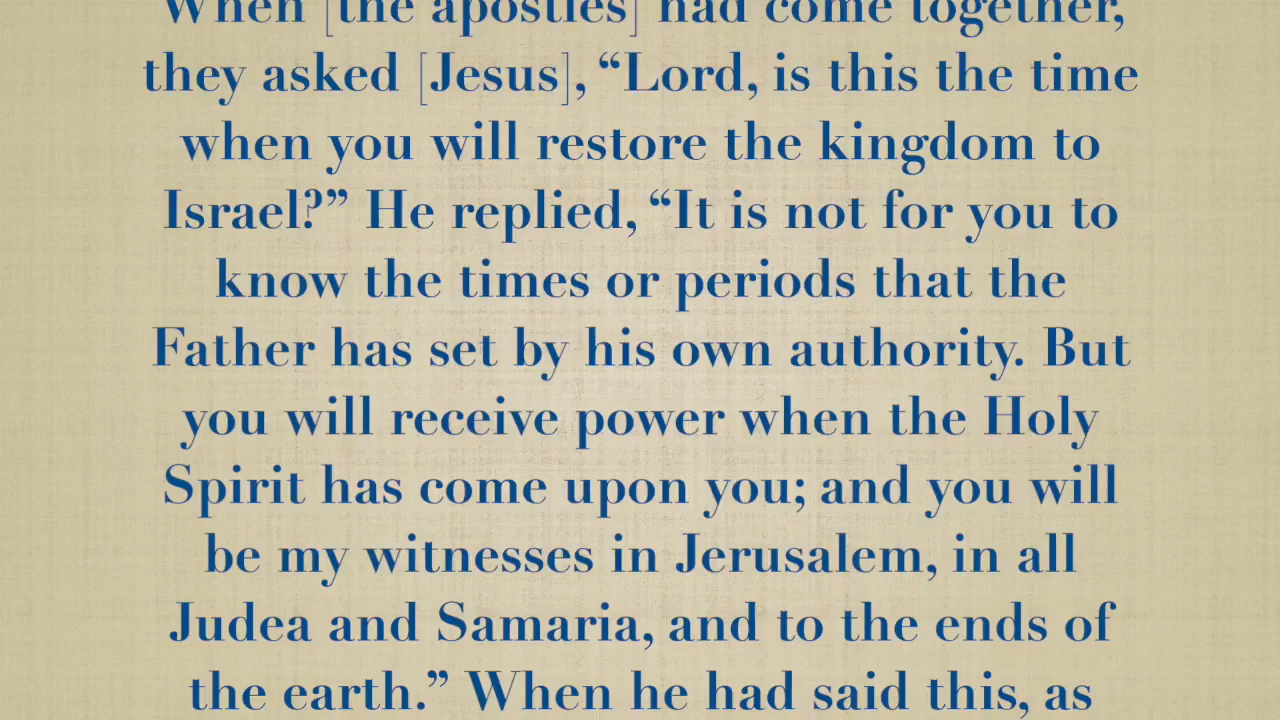 When [the apostles] had come together,
they asked [Jesus], “Lord, is this the time
when you will restore the kingdom to
Israel?” He replied, “It is not for you to
know the times or periods that the
Father has set by his own authority. But
you will receive power when the Holy
Spirit has come upon you; and you will
be my witnesses in Jerusalem, in all
Judea and Samaria, and to the ends of
the earth.” When he had said this, as